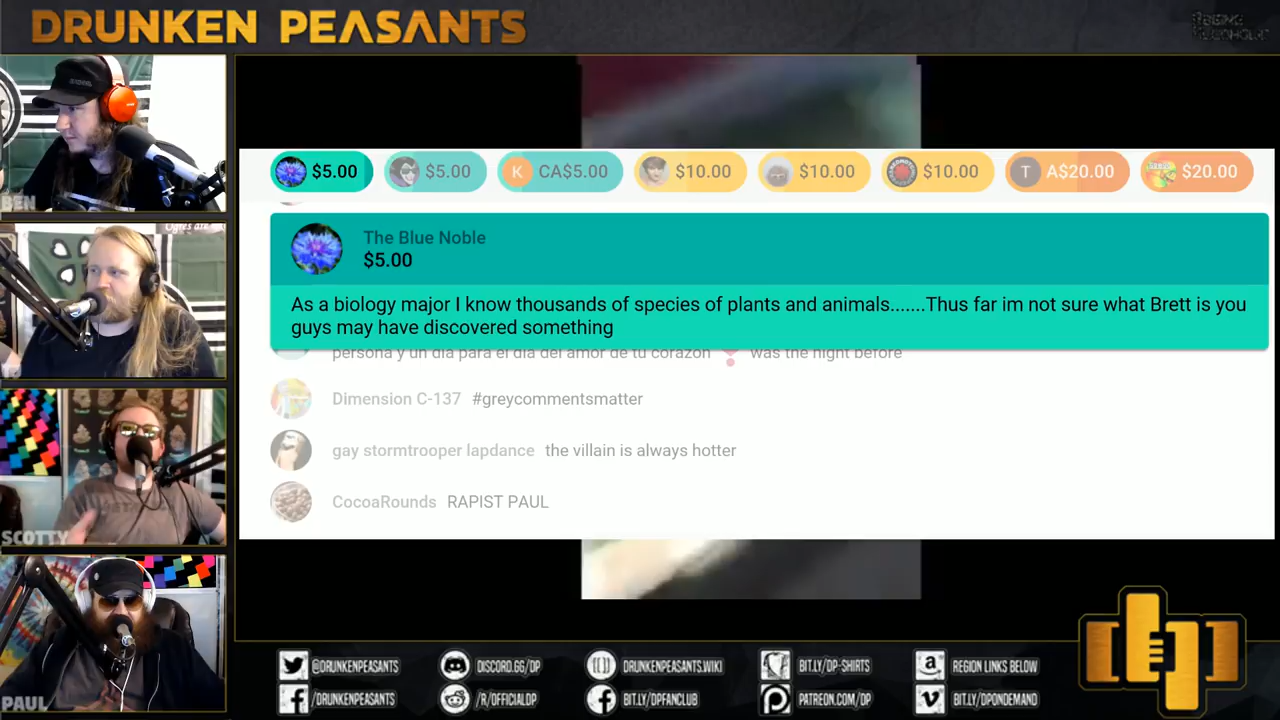 DRUNKEN PEASANTS
BEN
SCOTTY
PAUL
$5.00
$5.00
K CA$5.00
$10.00
$10.00
$10.00
T A$20.00
$20.00
The Blue Noble
$5.00
As a biology major I know thousands of species of plants and animals.......Thus far im not sure what Brett is you
guys may have discovered something
persona y un dia para el dia del amor de tu corazon was the night before
Dimension C-137 #greycommentsmatter
gay stormtrooper lapdance the villain is always hotter
CocoaRounds RAPIST PAUL
@DRUNKENPEASANTS
DISCORD.GG/DP
DRUNKENPEASANTS.WIKI
BIT.LY/DP-SHIRTS
REGION LINKS BELOW
/DRUNKENPEASANTS
/R/OFFICIALDP
BIT.LY/DPFANCLUB
PATREON.COM/DP
BIT.LY/DPONDEMAND